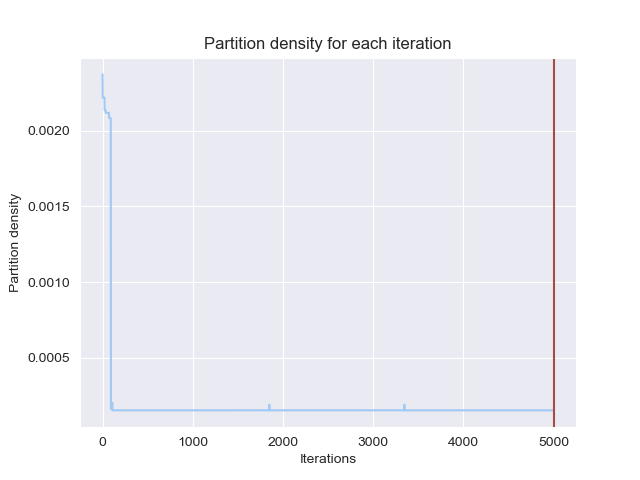 Partition density for each iteration
0.0020
0.0015
0.0010
0.0005
Partition density
0 1000 2000 3000 4000 5000
Iterations